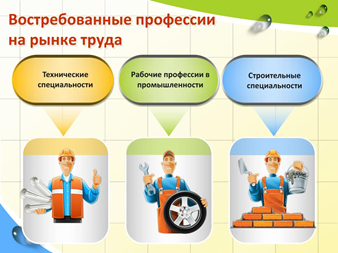 Востребованные профессии
на рынке труда
Технические
специальности
Рабочие профессии в
промышленности
Строительные
специальности